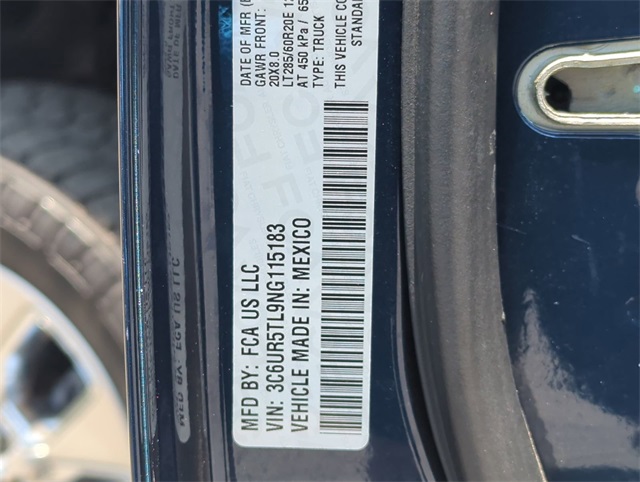 MFD BY: FCA US LLC
VIN: 3C6UR5TL9NG115183
VEHICLE MADE IN: MEXICO
DATE OF MFR
GAWR FRONT:
20X8.0
LT285/60R20E
AT 450 kPa /
TYPE: TRUCK
THIS VEHICLE
STANDA